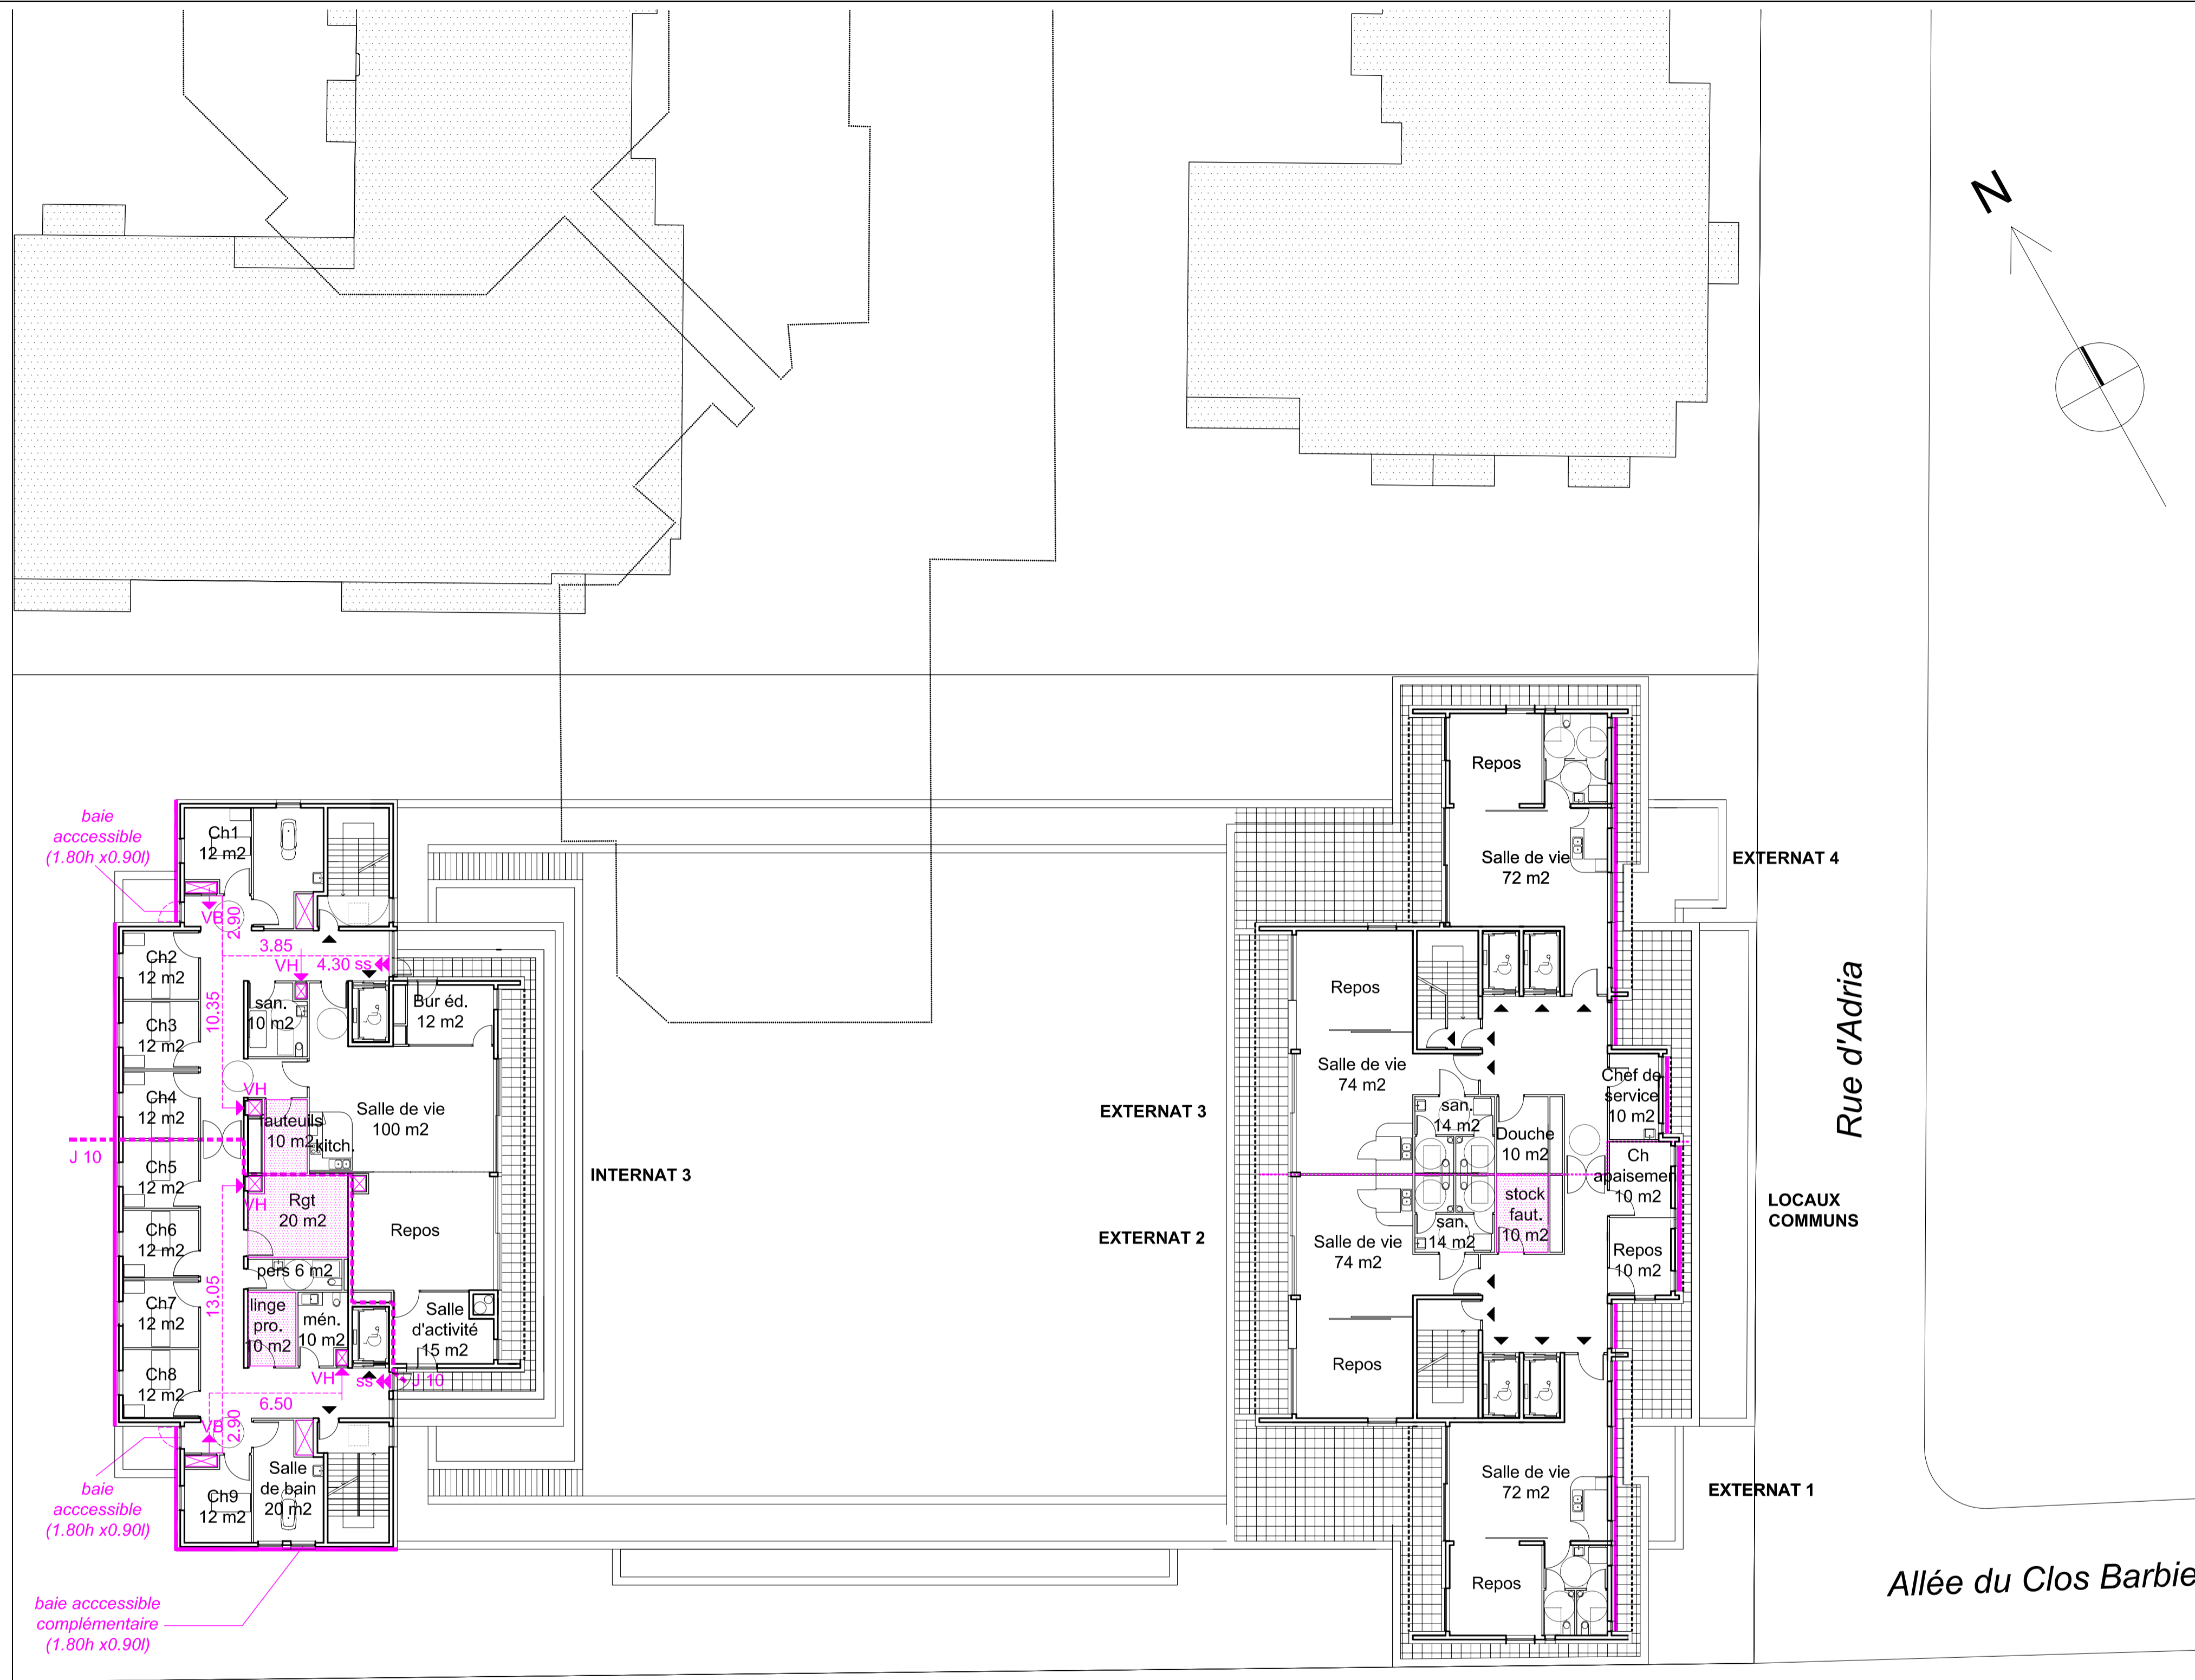 N
Rue d'Adria
Allée du Clos Barbie
baie
acccessible
(1.80h x0.90l)
Ch1
12 m2
VB
2.90
3.85
VH
4.30 ss
Ch2
12 m2
Ch3
12 m2
10.35
san.
10 m2
Bur éd.
12 m2
VH
Ch4
12 m2
auteuils
10 m2
kitch.
Salle de vie
100 m2
J 10
Ch5
12 m2
VH
Rgt
20 m2
INTERNAT 3
Ch6
12 m2
Repos
pers 6 m2
13.05
Ch7
12 m2
linge
pro.
10 m2
mén.
10 m2
Salle
d'activité
15 m2
Ch8
12 m2
VH
ss
J 10
6.50
VB
2.90
Ch9
12 m2
Salle
de bain
20 m2
baie
acccessible
(1.80h x0.90l)
baie acccessible
complémentaire
(1.80h x0.90l)
Repos
Salle de vie
72 m2
EXTERNAT 4
Repos
Salle de vie
74 m2
EXTERNAT 3
san.
14 m2
Douche
10 m2
Chef de
service
10 m2
Ch
apaisemen
10 m2
stock
faut.
10 m2
LOCAUX
COMMUNS
EXTERNAT 2
Salle de vie
74 m2
san.
14 m2
Repos
10 m2
Repos
Salle de vie
72 m2
EXTERNAT 1
Repos